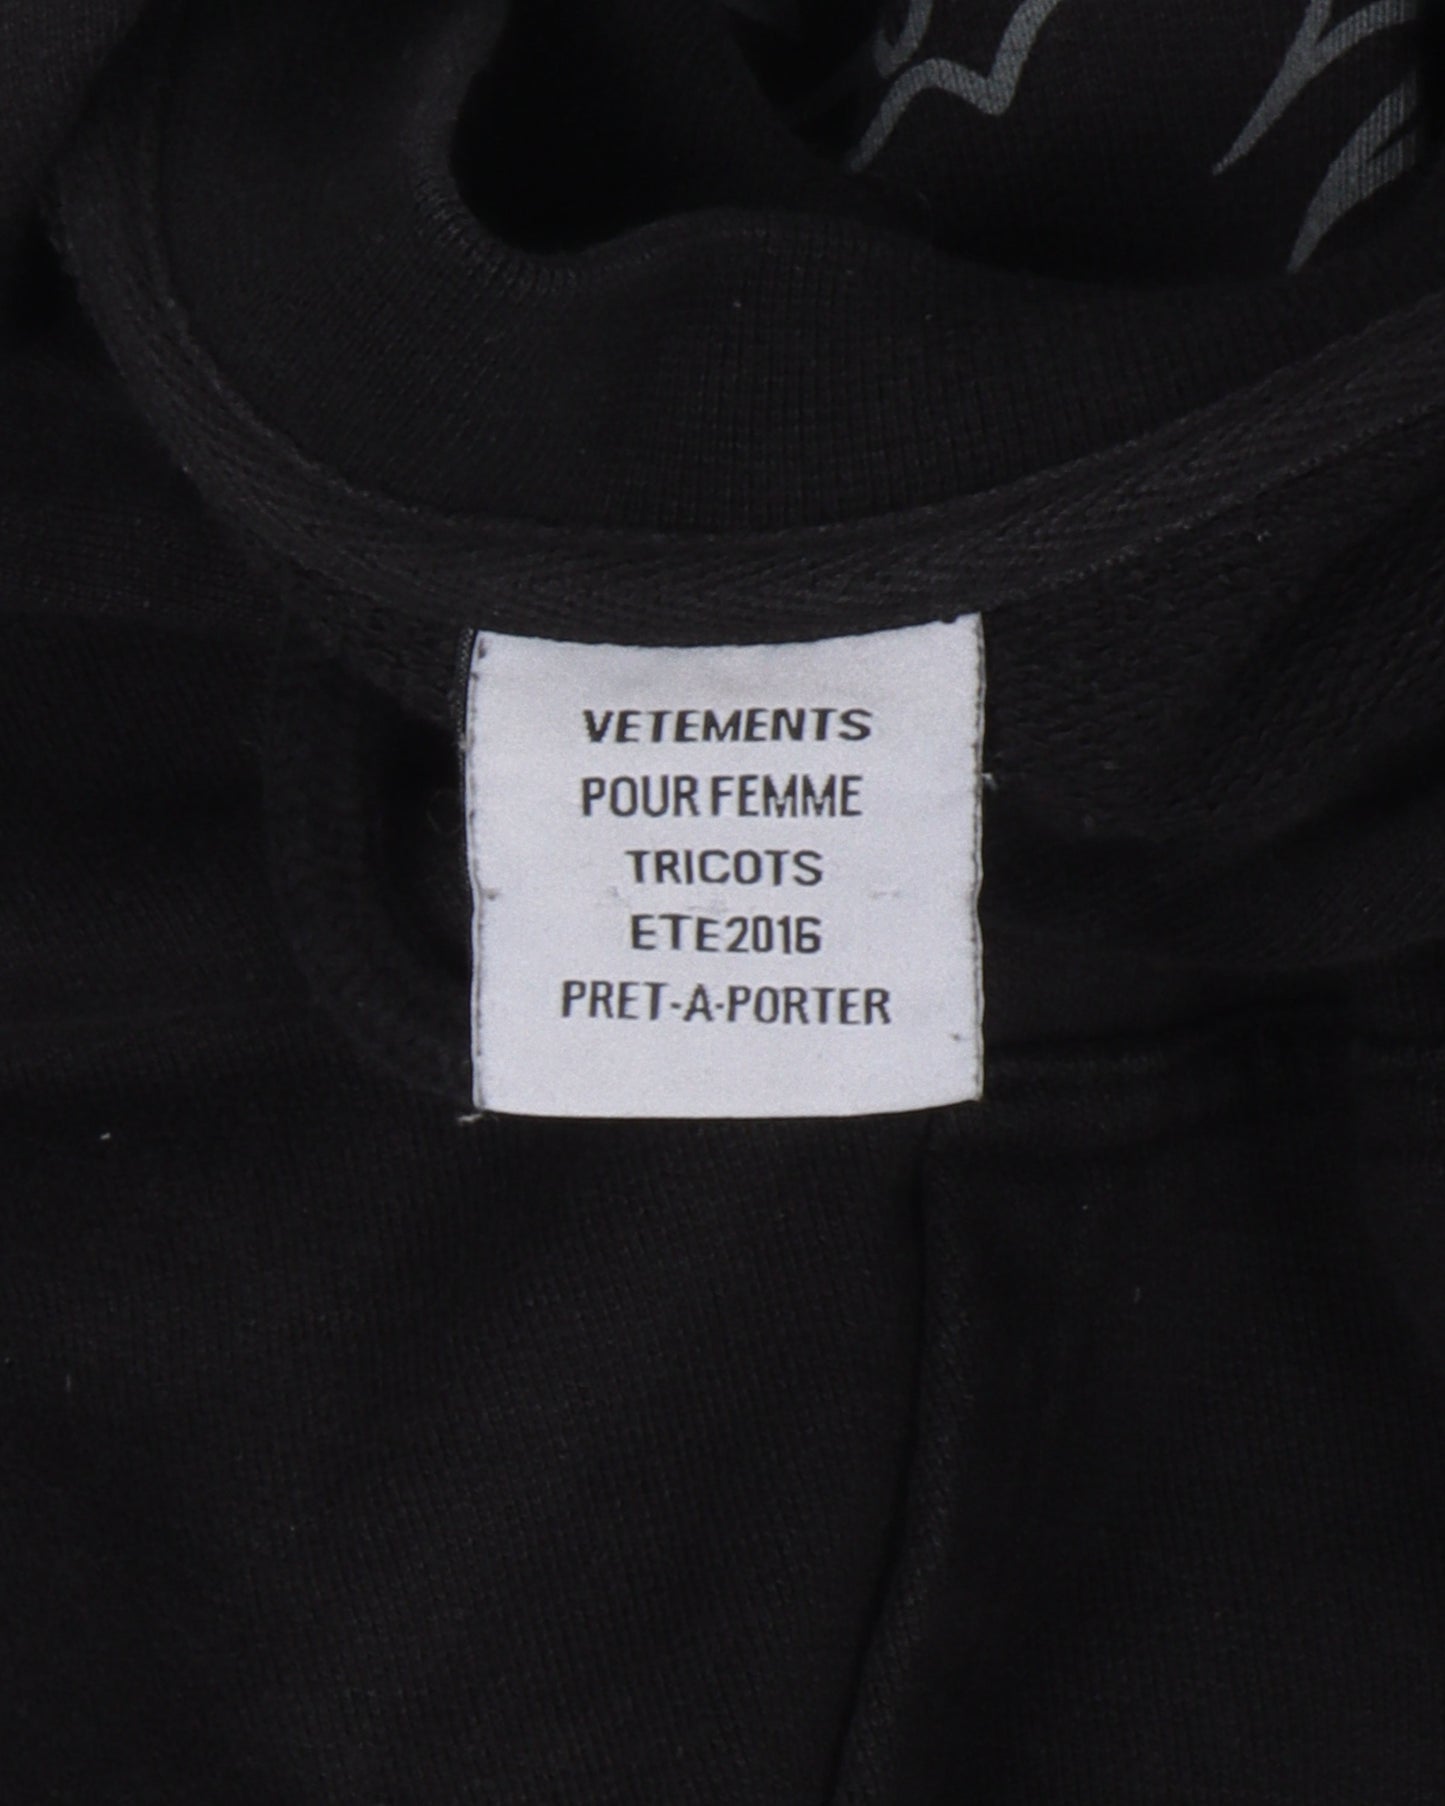 VETEMENTS
POUR FEMME
TRICOTS
ETE2016
PRET-A-PORTER